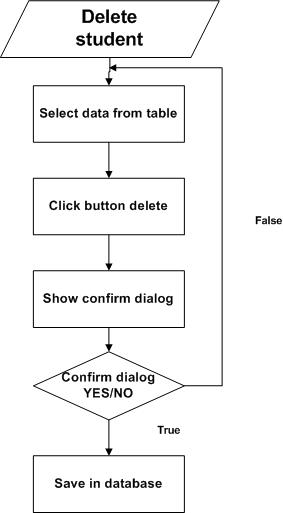 Delete
student
Select data from table
Click button delete
False
Show confirm dialog
Confirm dialog
YES/NO
True
Save in database